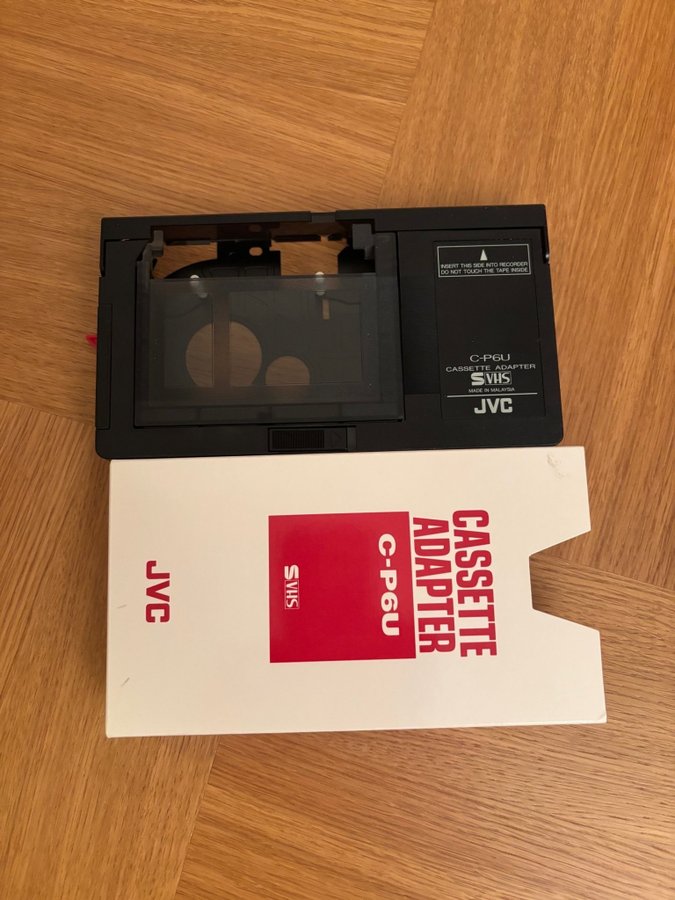 INSERT THIS SIDE INTO RECORDER
DO NOT TOUCH THE TAPE INSIDE
C-P6U
CASSETTE ADAPTER
S VHS
MADE IN MALAYSIA
JVC
CASSETTE
ADAPTER
C-P6U
S VHS
JVC